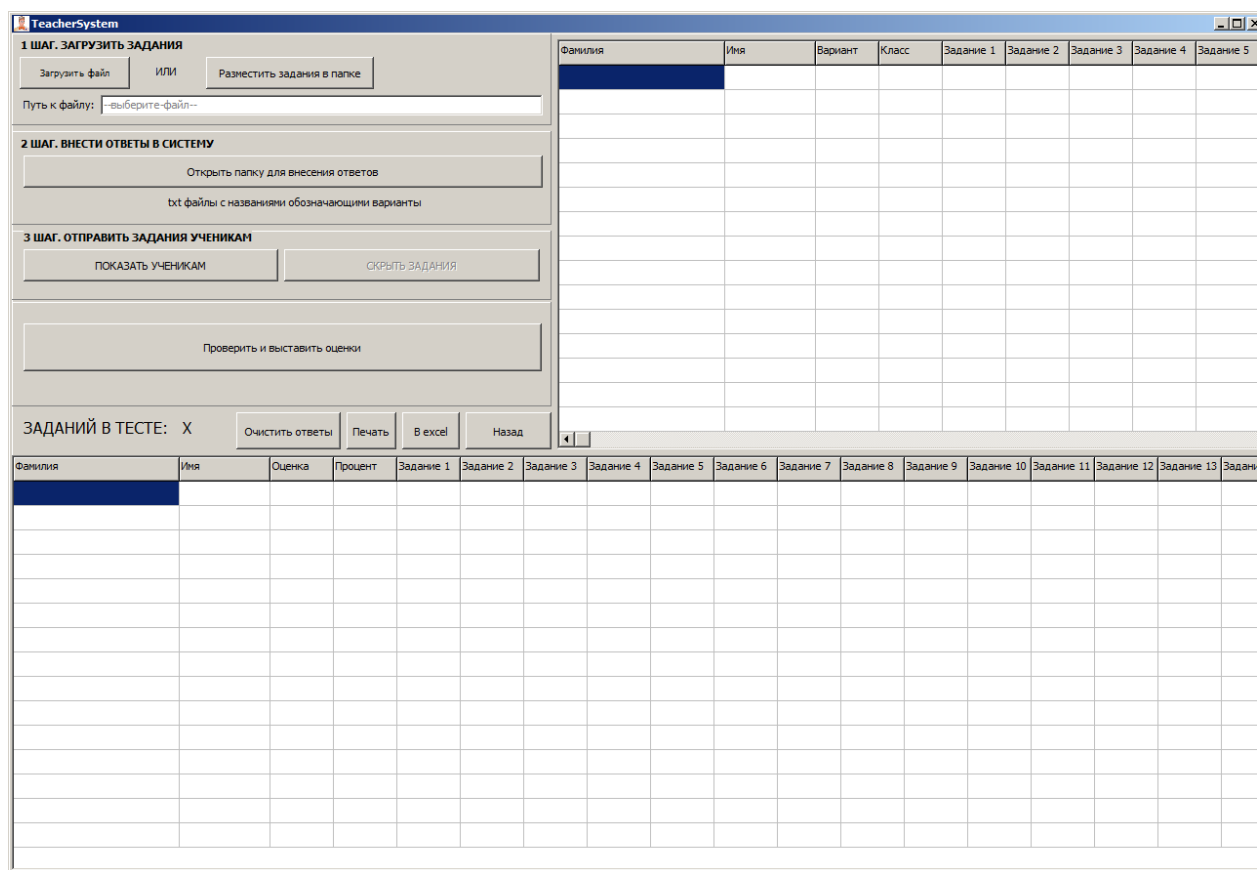 TeacherSystem
1 ШАГ. ЗАГРУЗИТЬ ЗАДАНИЯ
Загрузить файл ИЛИ Разместить задания в папке
Путь к файлу: --выберите-файл--
2 ШАГ. ВНЕСТИ ОТВЕТЫ В СИСТЕМУ
Открыть папку для внесения ответов
txt файлы с названиями обозначающими варианты
3 ШАГ. ОТПРАВИТЬ ЗАДАНИЯ УЧЕНИКАМ
ПОКАЗАТЬ УЧЕНИКАМ СКРЫТЬ ЗАДАНИЯ
Проверить и выставить оценки
ЗАДАНИЙ В ТЕСТЕ: X Очистить ответы Печать В excel Назад
Фамилия Имя Вариант Класс Задание 1 Задание 2 Задание 3 Задание 4 Задание 5
Фамилия Имя Оценка Процент Задание 1 Задание 2 Задание 3 Задание 4 Задание 5 Задание 6 Задание 7 Задание 8 Задание 9 Задание 10 Задание 11 Задание 12 Задание 13